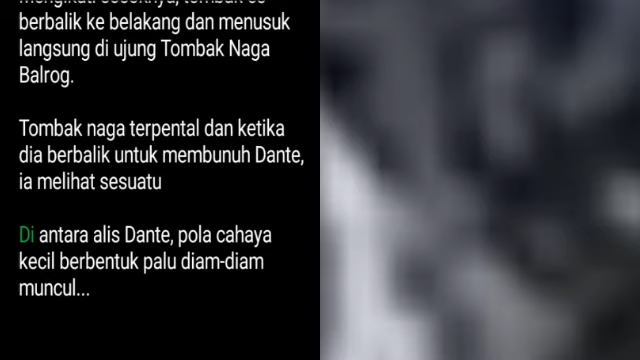 berbalik ke belakang dan menusuk
langsung di ujung Tombak Naga
Balrog.
Tombak naga terpental dan ketika
dia berbalik untuk membunuh Dante,
ia melihat sesuatu
Di antara alis Dante, pola cahaya
kecil berbentuk palu diam-diam
muncul...